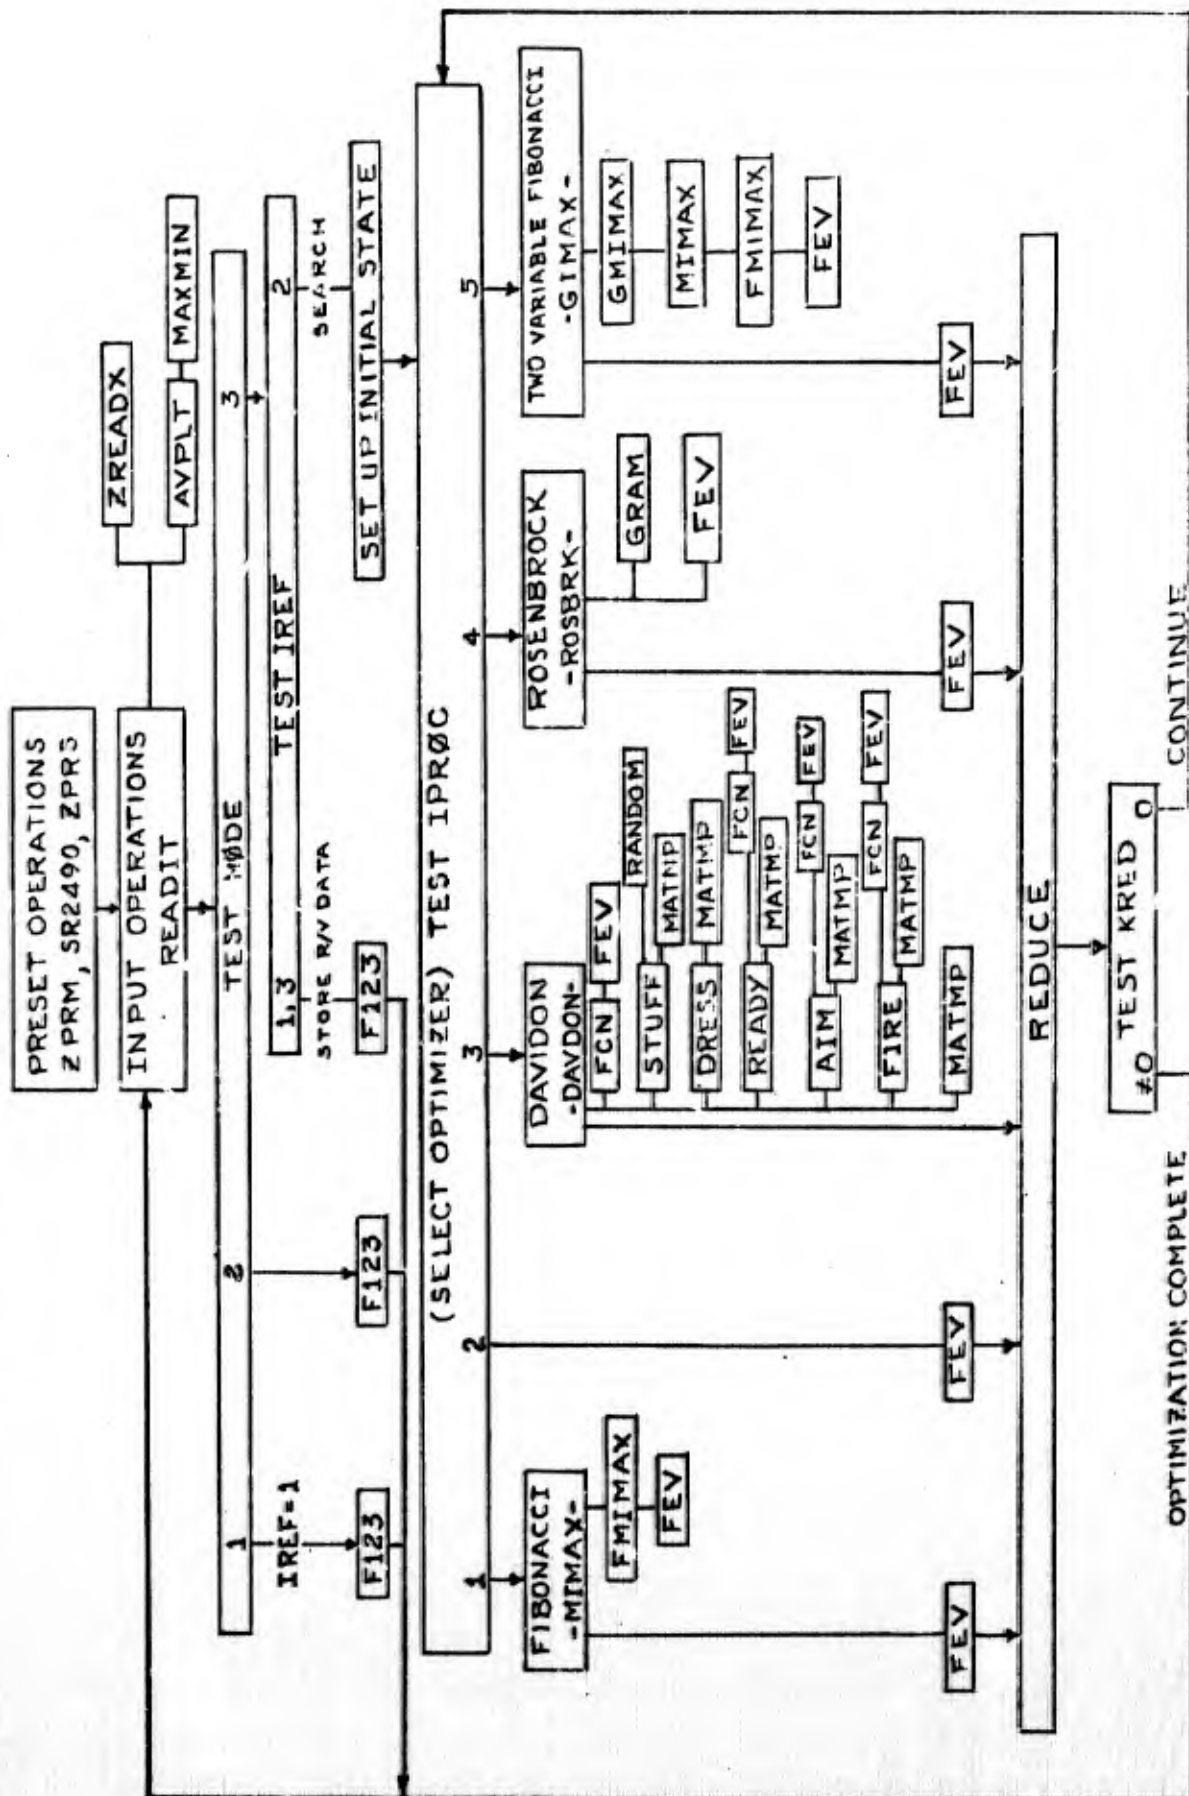 PRESET OPERATIONS
ZPRM, SR2490, ZPRS
INPUT OPERATIONS
READIT
ZREADX
AVPLT
MAXMIN
TEST MØDE
1
2
3
IREF=1
F123
F123
TEST IREF
1,3
2
STORE R/V DATA
F123
SEARCH
SET UP INITIAL STATE
(SELECT OPTIMIZER) TEST IPRØC
1
2
3
4
5
FIBONACCI
-MIMAX-
FMIMAX
FEV
FEV
FEV
DAVIDON
-DAVDON-
FCN
FEV
STUFF
RANDOM
MATMP
DRESS
MATMP
READY
FCN
FEV
MATMP
AIM
FCN
FEV
MATMP
FIRE
FCN
FEV
MATMP
MATMP
ROSENBROCK
-ROSBRK-
GRAM
FEV
FEV
TWO VARIABLE FIBONACCI
-GIMAX-
GMIMAX
MIMAX
FMIMAX
FEV
FEV
REDUCE
≠0 TEST KRED 0
OPTIMIZATION COMPLETE
CONTINUE